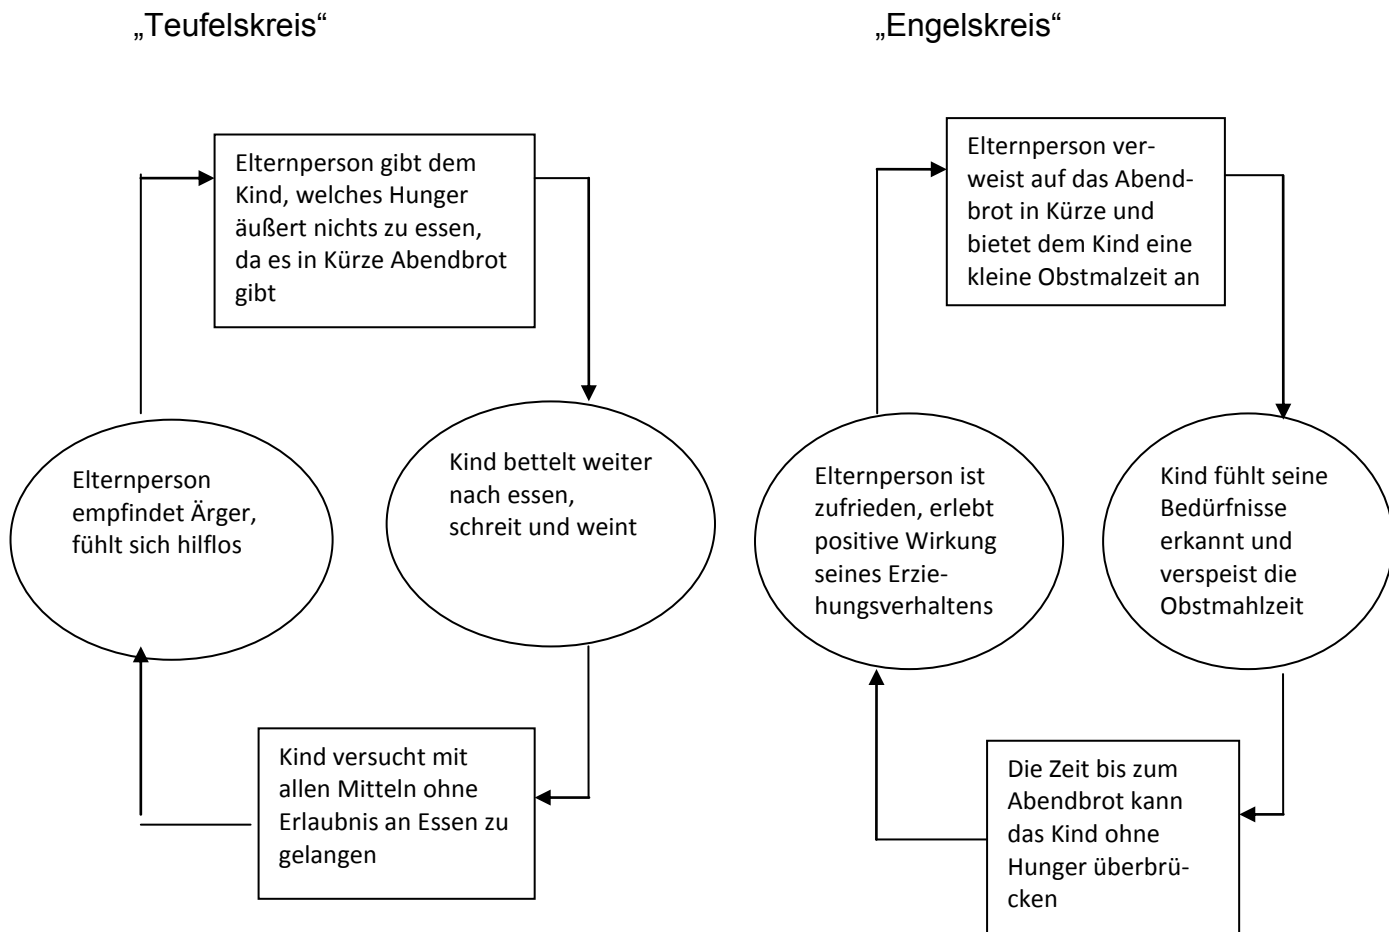 „Teufelskreis“
„Engelskreis“
Elternperson gibt dem
Kind, welches Hunger
äußert nichts zu essen,
da es in Kürze Abendbrot
gibt
Kind bettelt weiter
nach essen,
schreit und weint
Kind versucht mit
allen Mitteln ohne
Erlaubnis an Essen zu
gelangen
Elternperson
empfindet Ärger,
fühlt sich hilflos
Elternperson ver-
weist auf das Abend-
brot in Kürze und
bietet dem Kind eine
kleine Obstmalzeit an
Kind fühlt seine
Bedürfnisse
erkannt und
verspeist die
Obstmahlzeit
Die Zeit bis zum
Abendbrot kann
das Kind ohne
Hunger überbrü-
cken
Elternperson ist
zufrieden, erlebt
positive Wirkung
seines Erzie-
hungsverhaltens